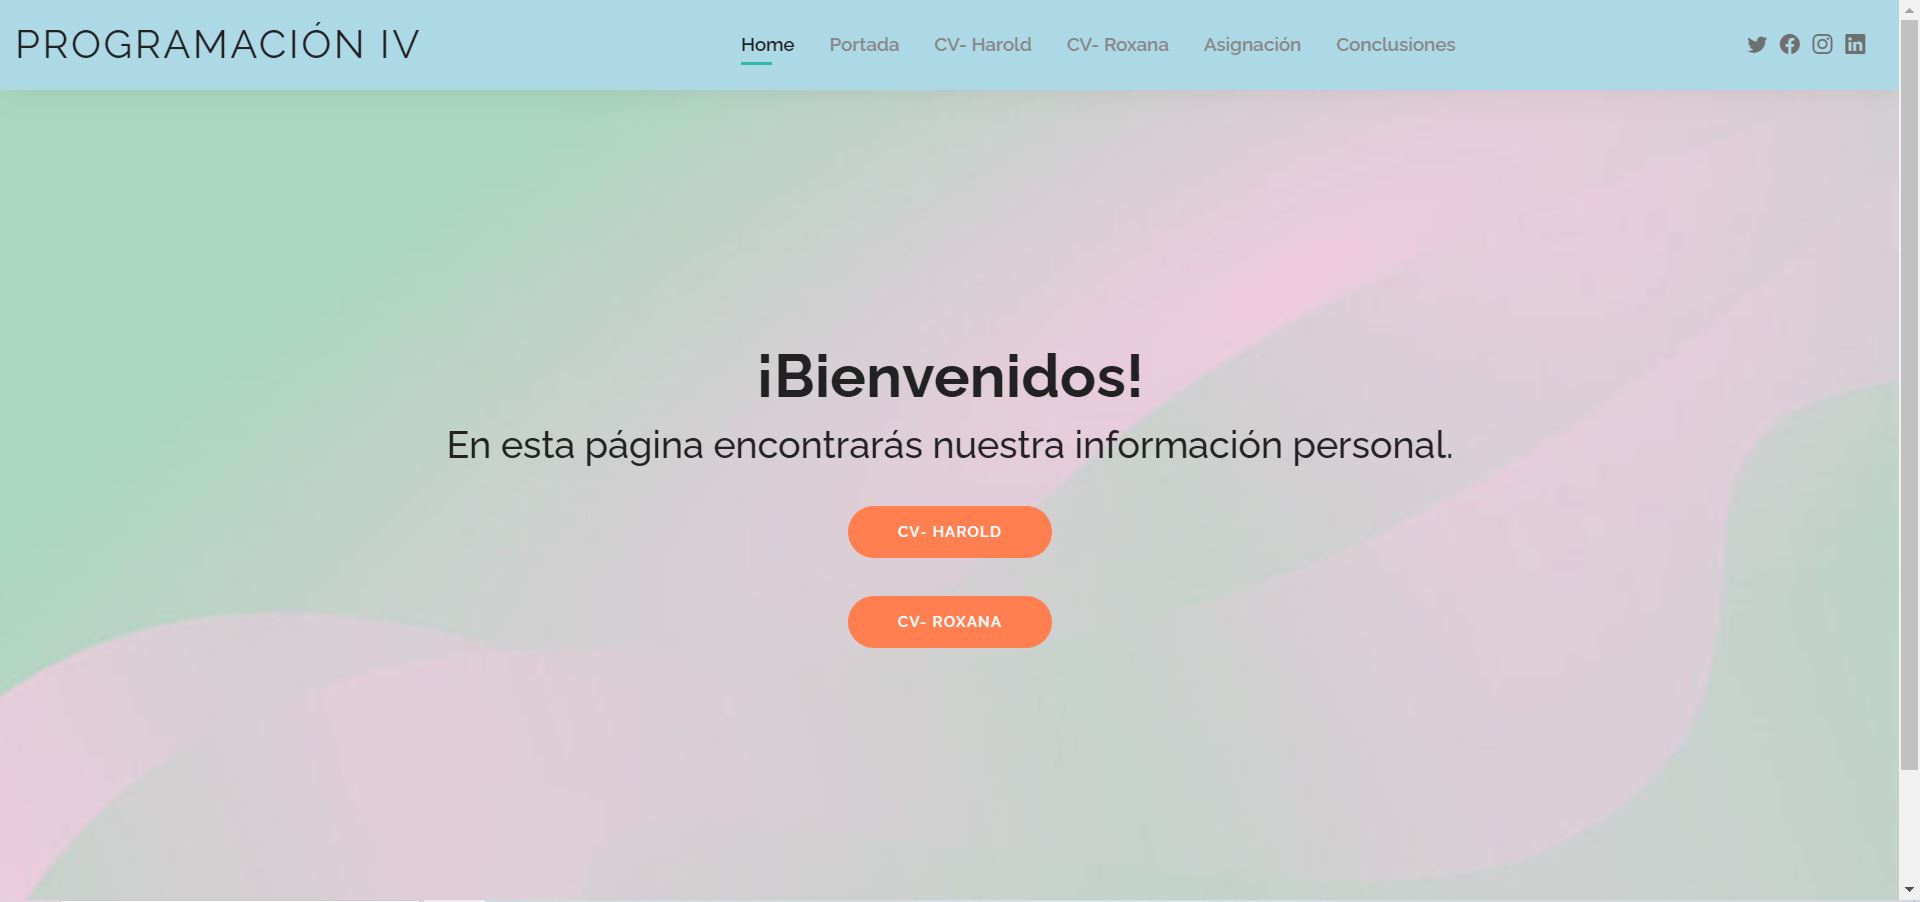 PROGRAMACIÓN IV
Home Portada CV- Harold CV- Roxana Asignación Conclusiones
¡Bienvenidos!
En esta página encontrarás nuestra información personal.
CV- HAROLD
CV- ROXANA